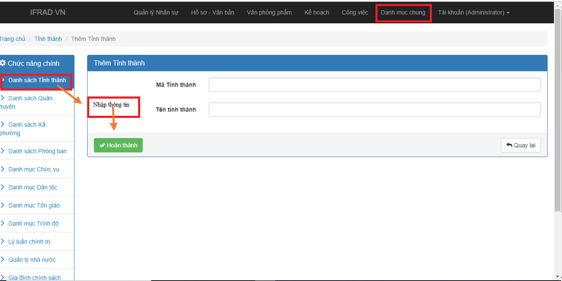 IFRAD VN Quản lý Nhân sự Hồ sơ - Văn bản Văn phòng phẩm Kế hoạch Công việc Danh mục chung Tài khoản (Administrator)
Trang chủ / Tỉnh thành / Thêm Tỉnh thành
Chức năng chính
Danh sách Tỉnh thành
Danh sách Quận
huyện
Danh sách Xã
phường
Danh sách Phòng ban
Danh mục Chức vụ
Danh mục Dân tộc
Danh mục Tôn giáo
Danh mục Trình độ
Lý luận chính trị
Quản lý nhà nước
Gia đình chính sách
Thêm Tỉnh thành
Mã Tỉnh thành
Nhập thông tin
Tên tỉnh thành
Hoàn thành
Quay lại